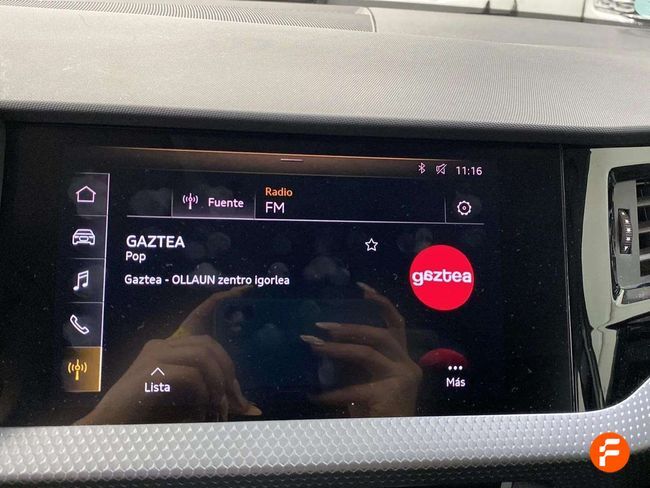 11:16
Radio
Fuente
FM
GAZTEA
Pop
Gaztea - OLLAUN zentro igorlea
gaztea
Lista
Más